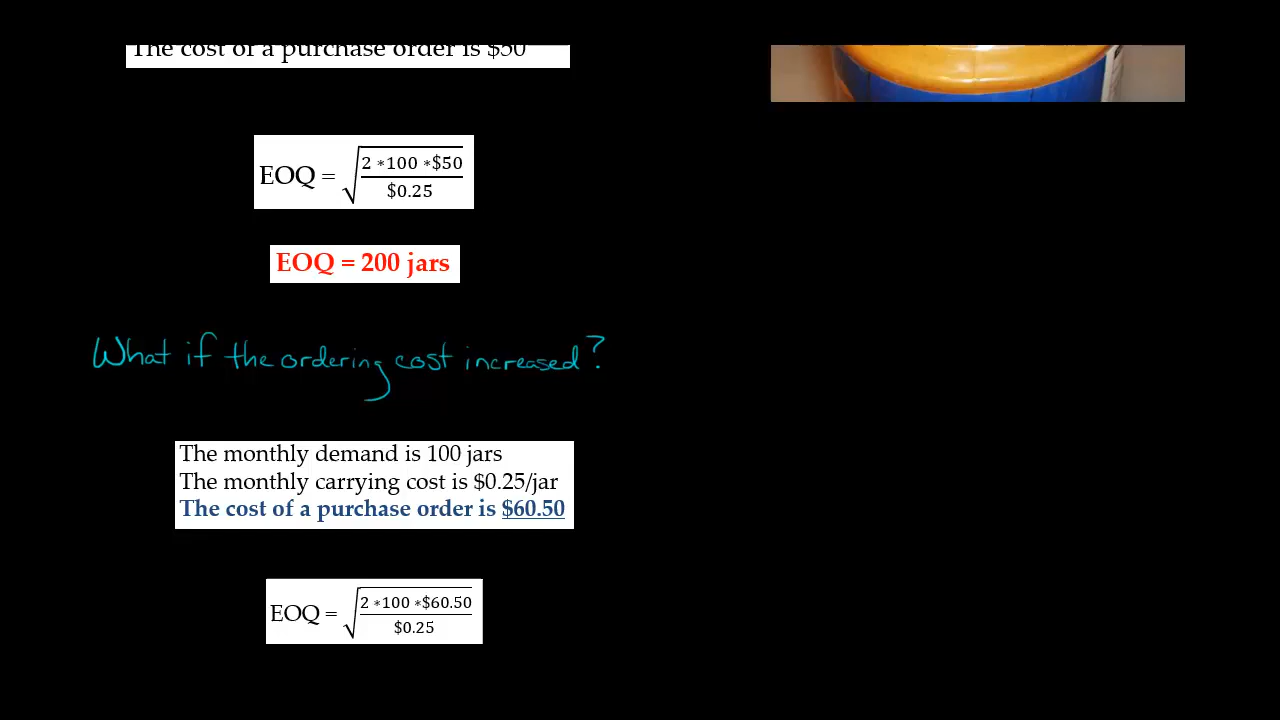 The cost of a purchase order is $50
EOQ = √(2 *100 *$50 / $0.25)
EOQ = 200 jars
What if the ordering cost increased?
The monthly demand is 100 jars
The monthly carrying cost is $0.25/jar
The cost of a purchase order is $60.50
EOQ = √(2 *100 *$60.50 / $0.25)